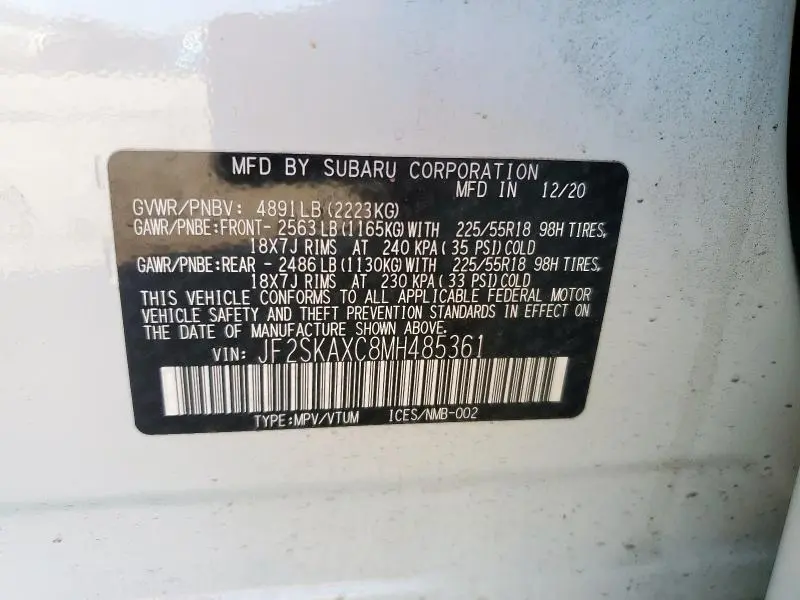 MFD BY SUBARU CORPORATION
MFD IN 12/20
GVWR/PNBV: 4891LB(2223KG)
GAWR/PNBE:FRONT- 2563LB(1165KG)WITH 225/55R18 98H TIRES,
18X7J RIMS AT 240 KPA(35 PSI)COLD
GAWR/PNBE:REAR - 2486LB(1130KG)WITH 225/55R18 98H TIRES,
18X7J RIMS AT 230 KPA(33 PSI)COLD
THIS VEHICLE CONFORMS TO ALL APPLICABLE FEDERAL MOTOR
VEHICLE SAFETY AND THEFT PREVENTION STANDARDS IN EFFECT ON
THE DATE OF MANUFACTURE SHOWN ABOVE.
VIN: JF2SKAXC8MH485361
TYPE:MPV/VTUM ICES/NMB-002